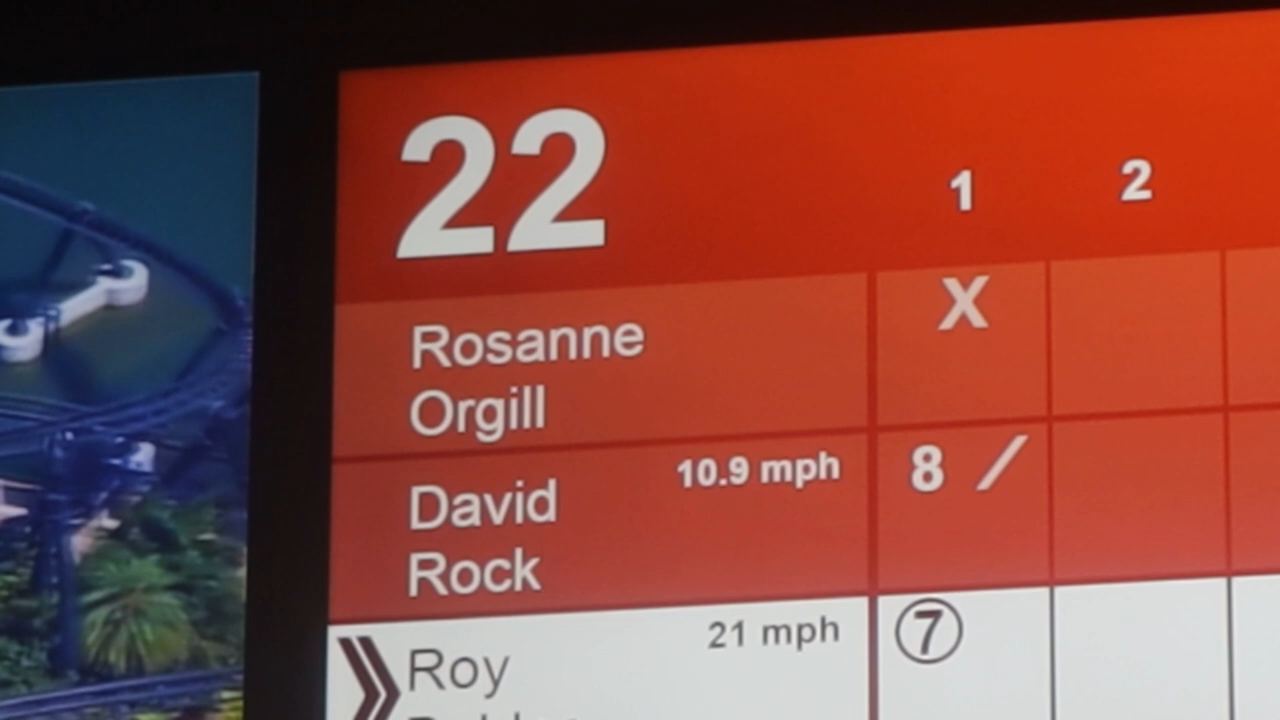 22
1 2
Rosanne
Orgill
X
David
Rock
10.9 mph
8 /
Roy
21 mph
7